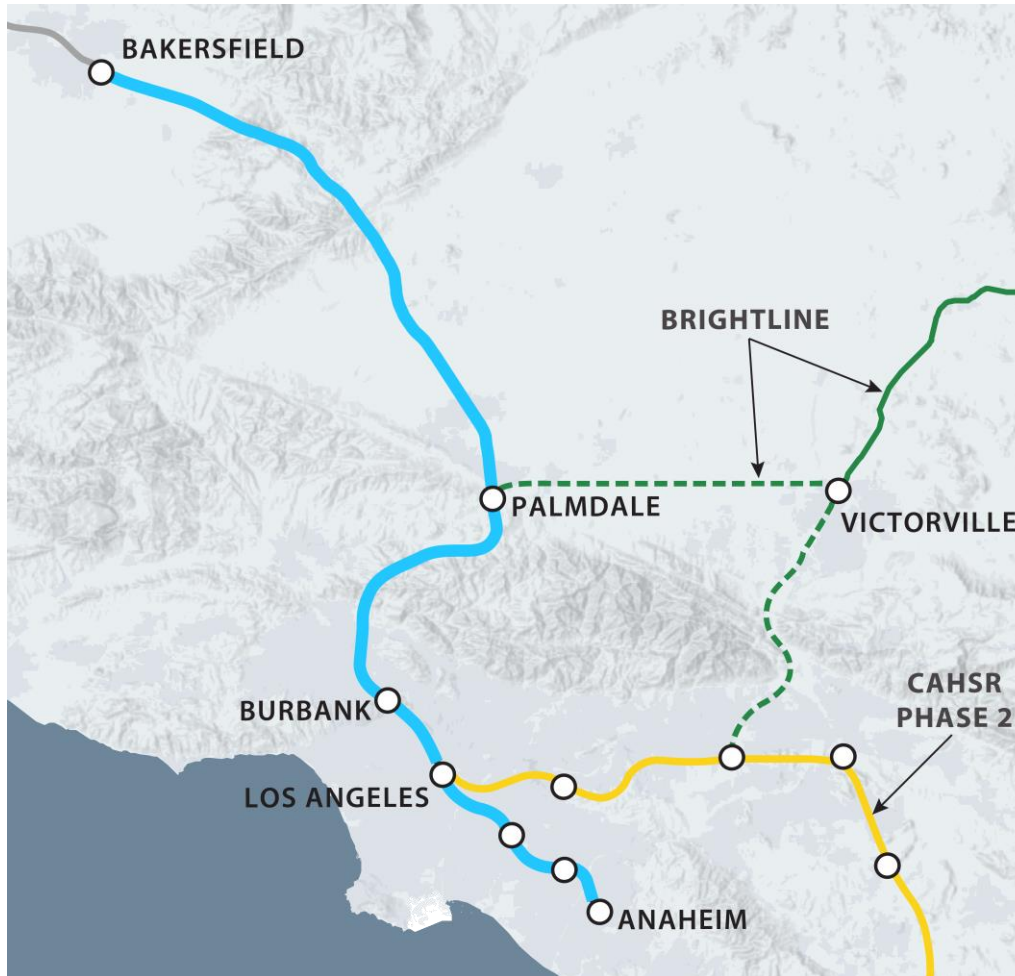 BAKERSFIELD
BRIGHTLINE
PALMDALE
VICTORVILLE
CAHSR
PHASE 2
BURBANK
LOS ANGELES
ANAHEIM